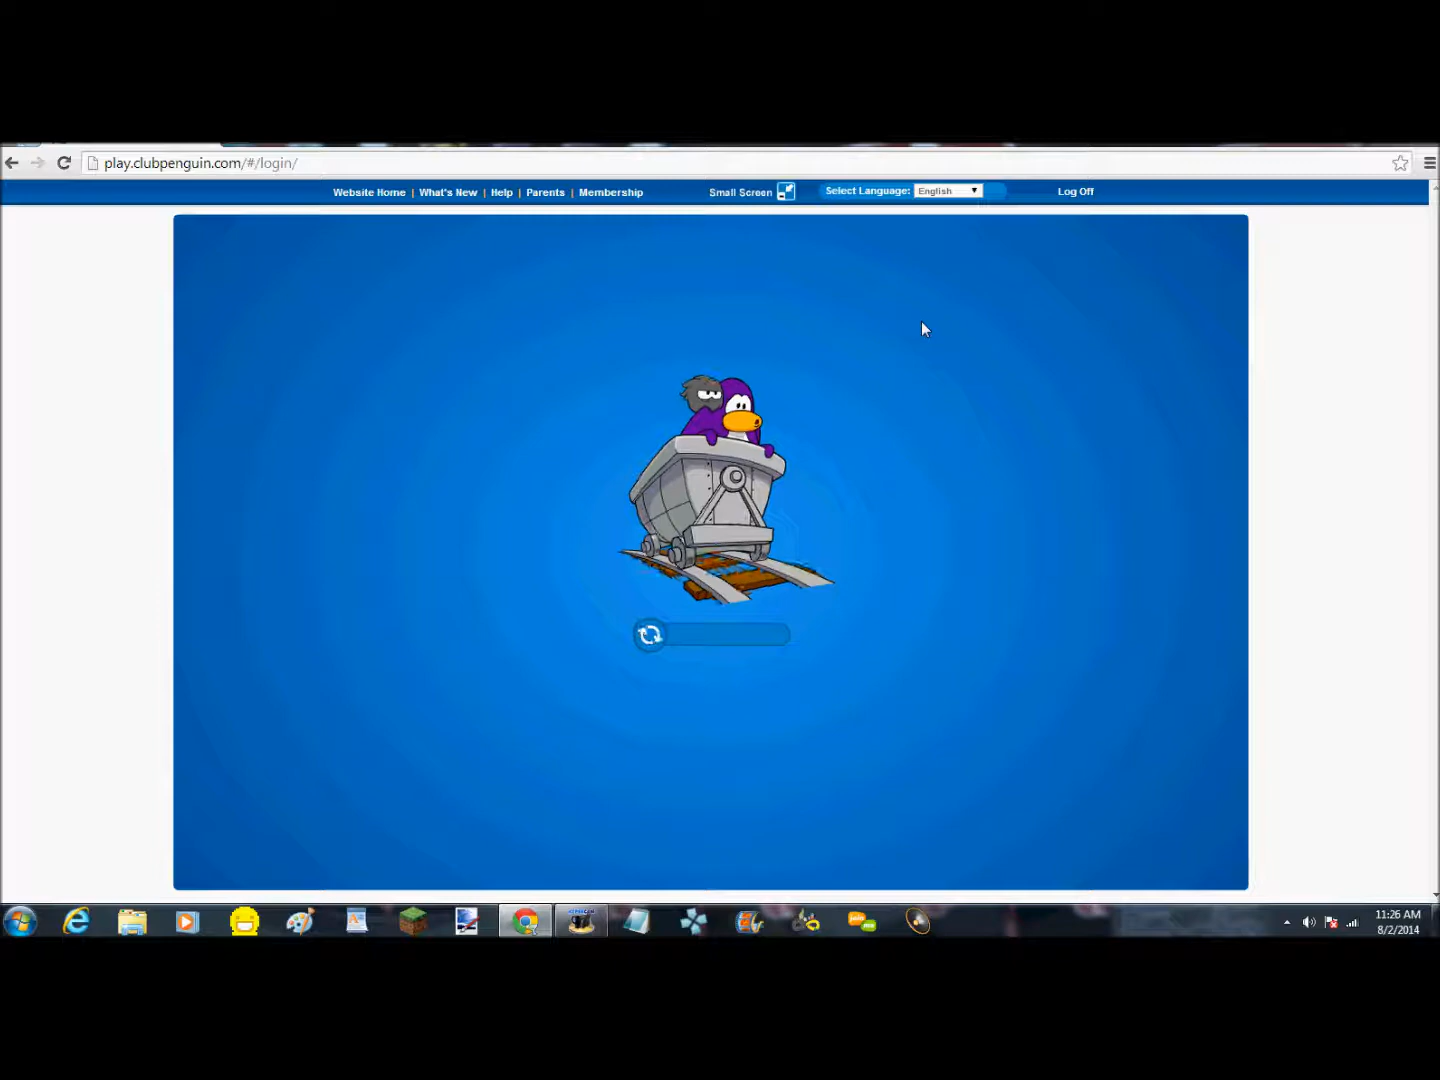 play.clubpenguin.com/#/login/
Website Home | What's New | Help | Parents | Membership
Small Screen
Select Language: English
Log Off
11:26 AM
8/2/2014